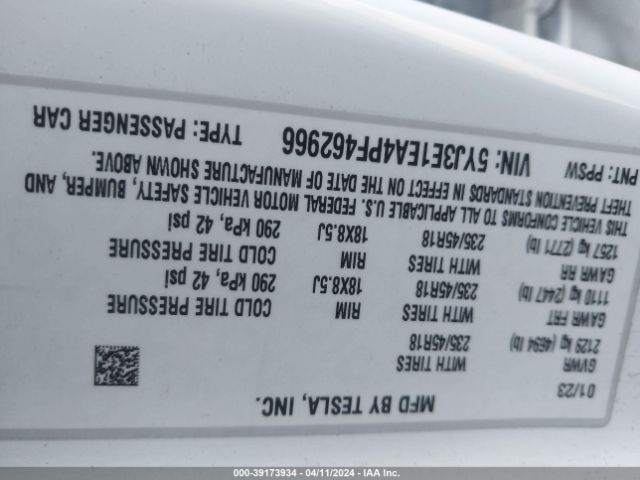 MFD BY TESLA, INC.
01/23
GVWR WITH TIRES
2129 kg (4694 lb) 235/45R18
GAWR FRT WITH TIRES RIM COLD TIRE PRESSURE
1110 kg (2447 lb) 235/45R18 18X8.5J 290 kPa, 42 psi
GAWR RR WITH TIRES RIM COLD TIRE PRESSURE
1257 kg (2771 lb) 235/45R18 18X8.5J 290 kPa, 42 psi
THIS VEHICLE CONFORMS TO ALL APPLICABLE U.S. FEDERAL MOTOR VEHICLE SAFETY, BUMPER, AND
THEFT PREVENTION STANDARDS IN EFFECT ON THE DATE OF MANUFACTURE SHOWN ABOVE.
PNT: PPSW VIN: 5YJ3E1EA4PF462966 TYPE: PASSENGER CAR
000-39173934 - 04/11/2024 - IAA Inc.